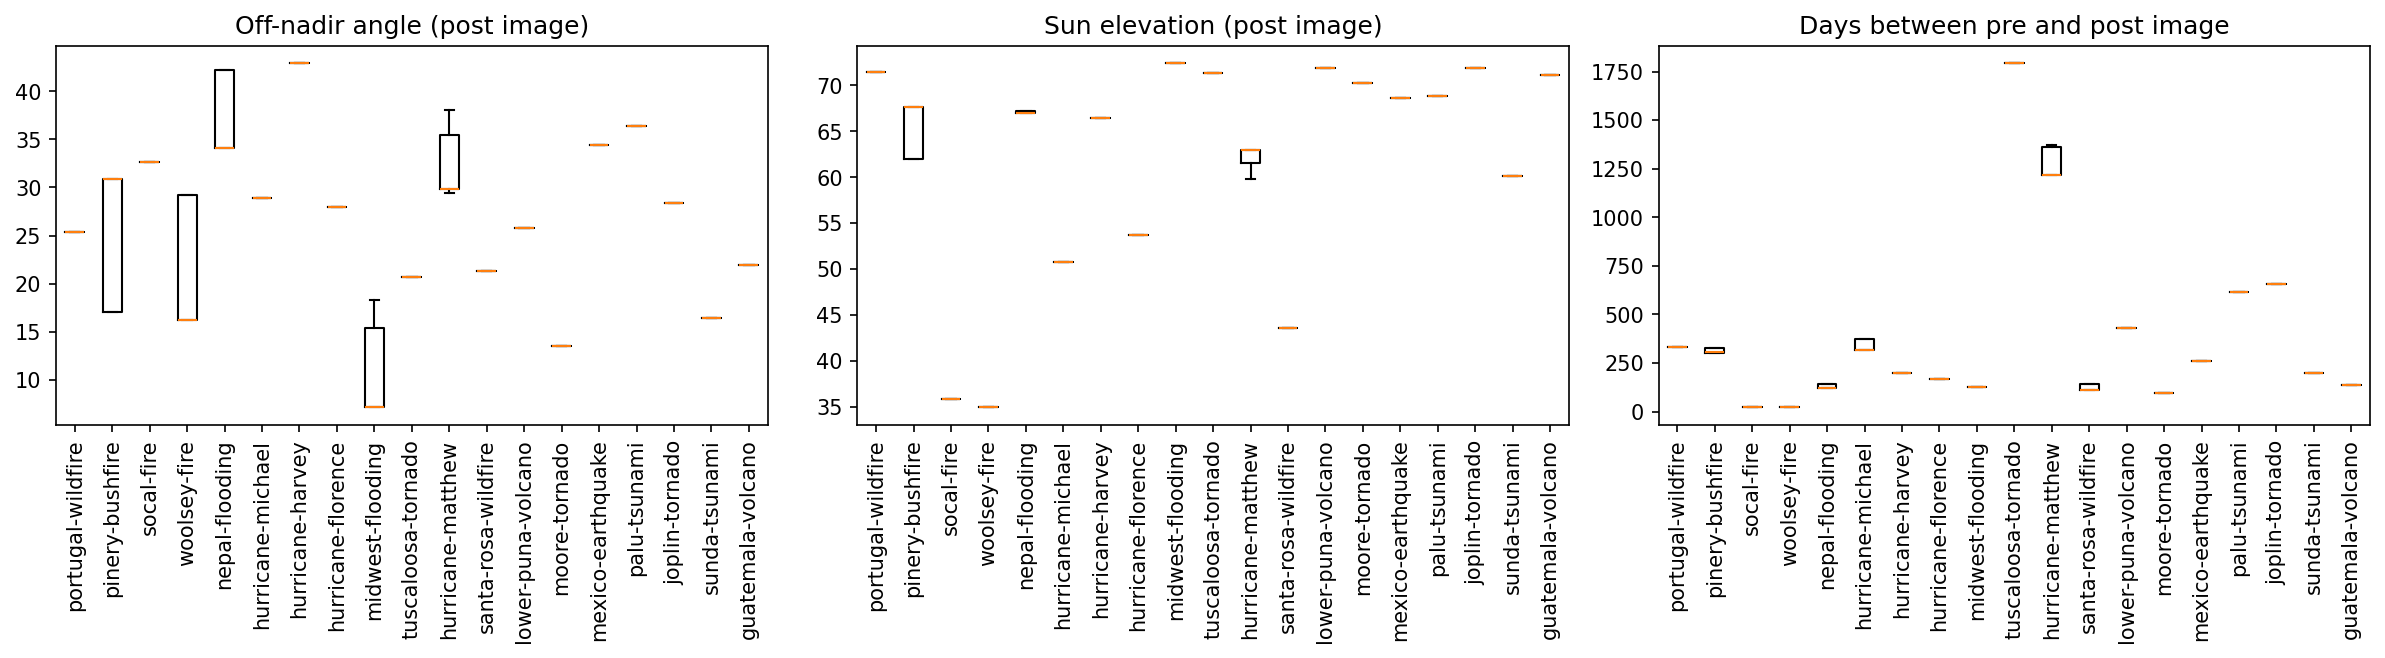 Off-nadir angle (post image)
40
35
30
25
20
15
10
portugal-wildfire
pinery-bushfire
socal-fire
woolsey-fire
nepal-flooding
hurricane-michael
hurricane-harvey
hurricane-florence
midwest-flooding
tuscaloosa-tornado
hurricane-matthew
santa-rosa-wildfire
lower-puna-volcano
moore-tornado
mexico-earthquake
palu-tsunami
joplin-tornado
sunda-tsunami
guatemala-volcano
Sun elevation (post image)
70
65
60
55
50
45
40
35
portugal-wildfire
pinery-bushfire
socal-fire
woolsey-fire
nepal-flooding
hurricane-michael
hurricane-harvey
hurricane-florence
midwest-flooding
tuscaloosa-tornado
hurricane-matthew
santa-rosa-wildfire
lower-puna-volcano
moore-tornado
mexico-earthquake
palu-tsunami
joplin-tornado
sunda-tsunami
guatemala-volcano
Days between pre and post image
1750
1500
1250
1000
750
500
250
0
portugal-wildfire
pinery-bushfire
socal-fire
woolsey-fire
nepal-flooding
hurricane-michael
hurricane-harvey
hurricane-florence
midwest-flooding
tuscaloosa-tornado
hurricane-matthew
santa-rosa-wildfire
lower-puna-volcano
moore-tornado
mexico-earthquake
palu-tsunami
joplin-tornado
sunda-tsunami
guatemala-volcano